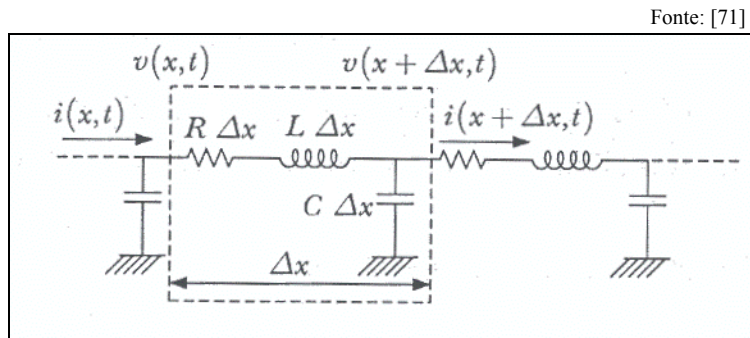 Fonte: [71]
v(x,t) v(x + Δx,t)
i(x,t) R Δx L Δx i(x + Δx,t)
C Δx
Δx